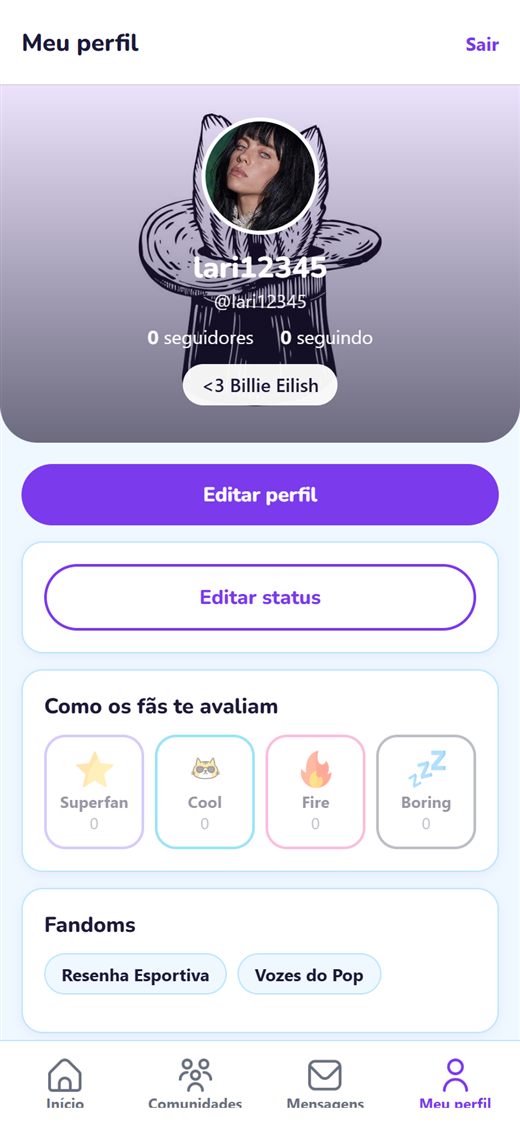 Meu perfil
Sair
lari12345
@lari12345
0 seguidores 0 seguindo
<3 Billie Eilish
Editar perfil
Editar status
Como os fãs te avaliam
Superfan Cool Fire Boring
0 0 0 0
Fandoms
Resenha Esportiva Vozes do Pop
Início Comunidades Mensagens Meu perfil